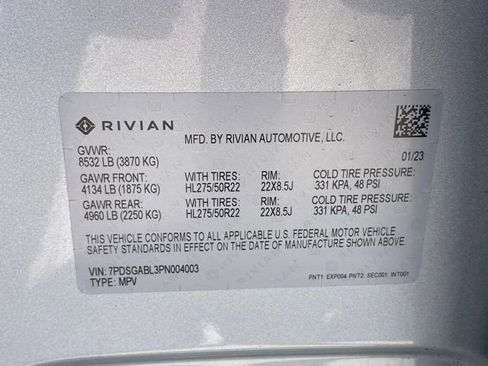 RIVIAN
MFD. BY RIVIAN AUTOMOTIVE, LLC.
GVWR:
8532 LB (3870 KG) 01/23
GAWR FRONT: WITH TIRES: RIM: COLD TIRE PRESSURE:
4134 LB (1875 KG) HL275/50R22 22X8.5J 331 KPA, 48 PSI
GAWR REAR: WITH TIRES: RIM: COLD TIRE PRESSURE:
4960 LB (2250 KG) HL275/50R22 22X8.5J 331 KPA, 48 PSI
THIS VEHICLE CONFORMS TO ALL APPLICABLE U.S. FEDERAL MOTOR VEHICLE
SAFETY STANDARDS IN EFFECT ON THE DATE OF MANUFACTURE SHOWN ABOVE.
VIN: 7PDSGABL3PN004003
TYPE: MPV PNT1: EXP004 PNT2: SEC001 INT001